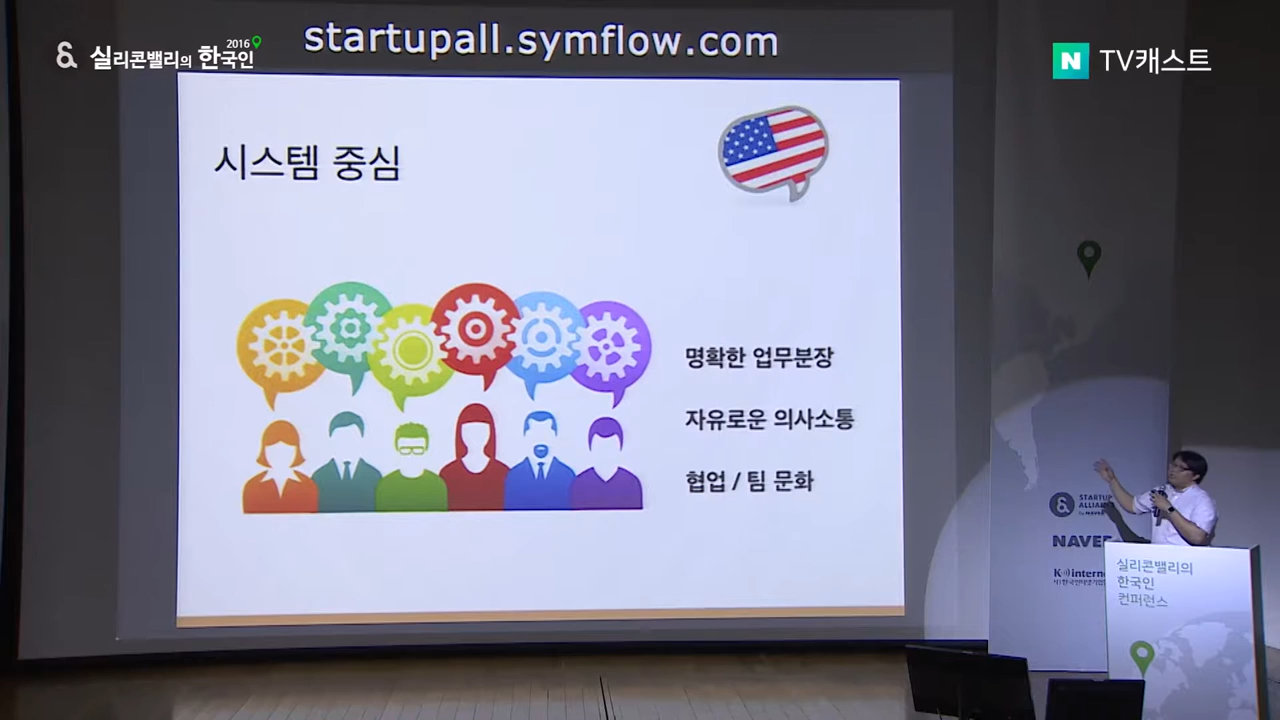 startupall.symflow.com
& 실리콘밸리의 한국인
2016
N TV캐스트
시스템 중심
명확한 업무분장
자유로운 의사소통
협업 / 팀 문화
& STARTUP
NAVER
실리콘밸리의
한국인
컨퍼런스